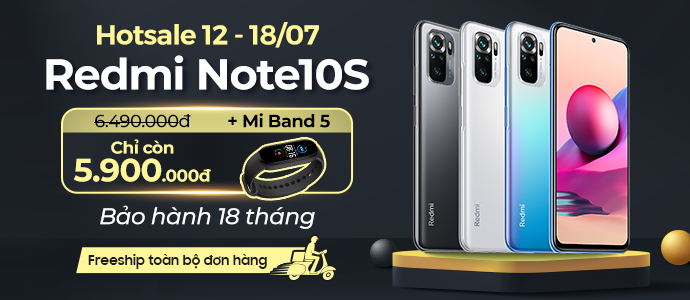 Hotsale 12 - 18/07
Redmi Note10S
6.490.000đ + Mi Band 5
Chỉ còn
5.900.000đ
Bảo hành 18 tháng
Freeship toàn bộ đơn hàng
Redmi
Redmi
Redmi